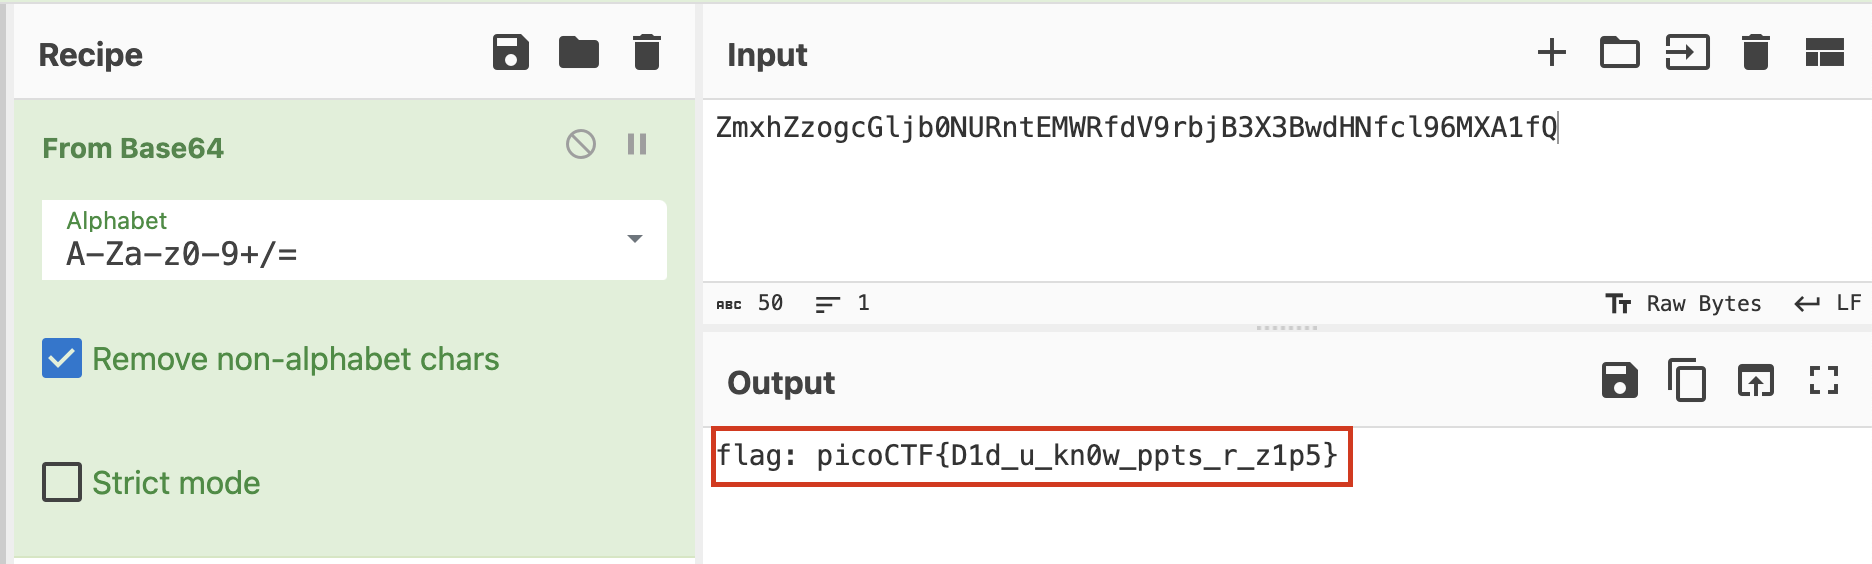 Recipe
From Base64
Alphabet
A-Za-z0-9+/=
Remove non-alphabet chars
Strict mode
Input
ZmxhZzogcGljb0NURntEMWRfdV9rbjB3X3BwdHNfcl96MXA1fQ
ABC 50 1
Tt Raw Bytes LF
Output
flag: picoCTF{D1d_u_kn0w_ppts_r_z1p5}